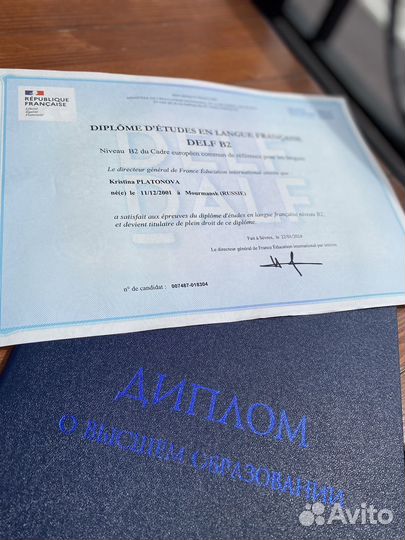 RÉPUBLIQUE
FRANÇAISE
Liberté
Égalité
Fraternité
DIPLÔME D'ÉTUDES EN LANGUE FRANÇAISE
DELF B2
Niveau B2 du Cadre européen commun de référence pour les langues
Le directeur général de France Éducation international atteste que
Kristina PLATONOVA
né(e) le 11/12/2001 à Mourmansk (RUSSIE)
a satisfait aux épreuves du diplôme d'études en langue française niveau B2,
et devient titulaire de plein droit de ce diplôme.
Fait à Sèvres, le
Le directeur général de France Éducation international par intérim,
n° de candidat : 007487-018304
ДИПЛОМ
О ВЫСШЕМ ОБРАЗОВАНИИ
Avito